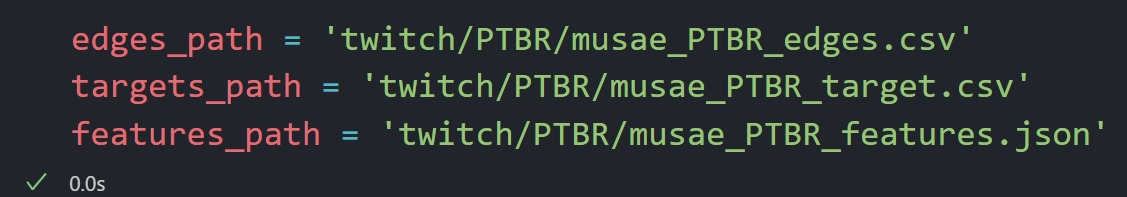 edges_path = 'twitch/PTBR/musae_PTBR_edges.csv'
targets_path = 'twitch/PTBR/musae_PTBR_target.csv'
features_path = 'twitch/PTBR/musae_PTBR_features.json'
0.0s